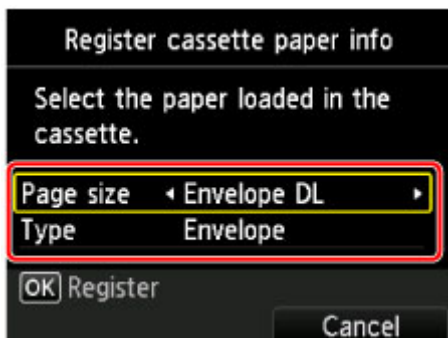 Register cassette paper info
Select the paper loaded in the
cassette.
Page size Envelope DL
Type Envelope
OK Register
Cancel